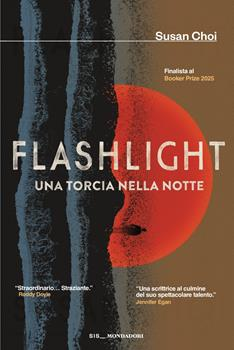 Susan Choi
Finalista al
Booker Prize 2025
FLASHLIGHT
UNA TORCIA NELLA NOTTE
“Straordinario… Straziante.”
Roddy Doyle
“Una scrittrice al culmine
del suo spettacolare talento.”
Jennifer Egan
SIS__ MONDADORI